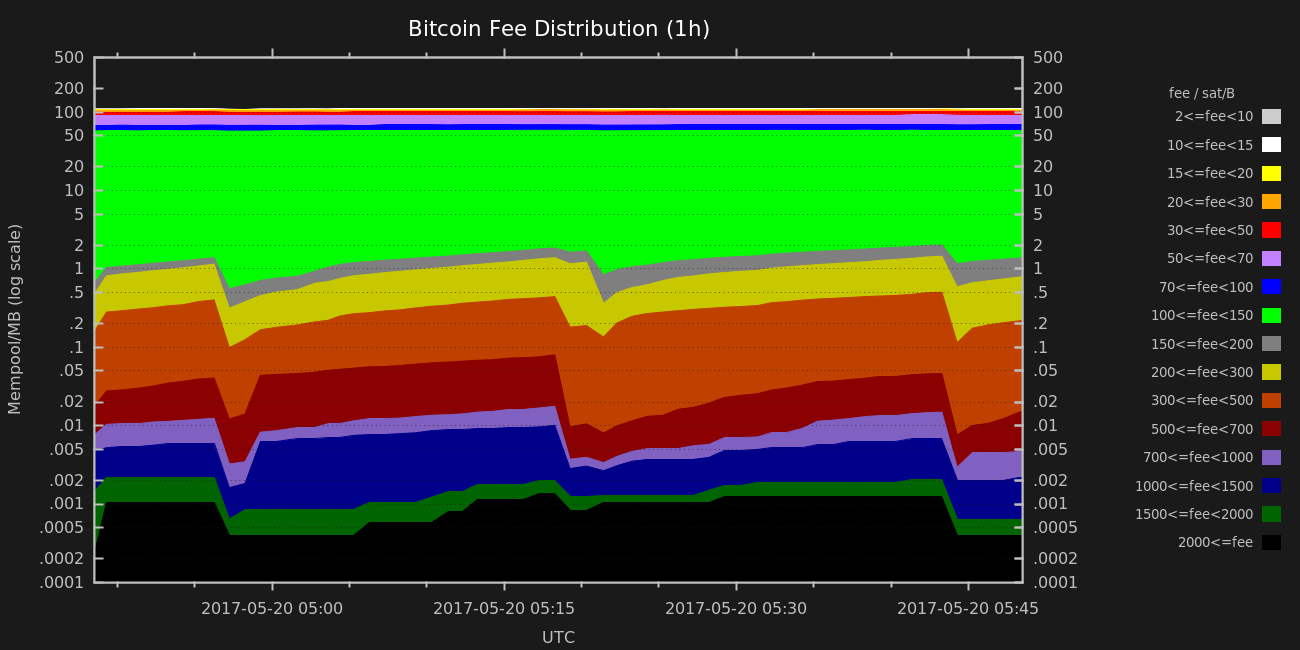 Bitcoin Fee Distribution (1h)
500 500
200 200
100 100
50 50
20 20
10 10
5 5
2 2
1 1
.5 .5
.2 .2
.1 .1
.05 .05
.02 .02
.01 .01
.005 .005
.002 .002
.001 .001
.0005 .0005
.0002 .0002
.0001 .0001
Mempool/MB (log scale)
2017-05-20 05:00 2017-05-20 05:15 2017-05-20 05:30 2017-05-20 05:45
UTC
fee / sat/B
2<=fee<10
10<=fee<15
15<=fee<20
20<=fee<30
30<=fee<50
50<=fee<70
70<=fee<100
100<=fee<150
150<=fee<200
200<=fee<300
300<=fee<500
500<=fee<700
700<=fee<1000
1000<=fee<1500
1500<=fee<2000
2000<=fee